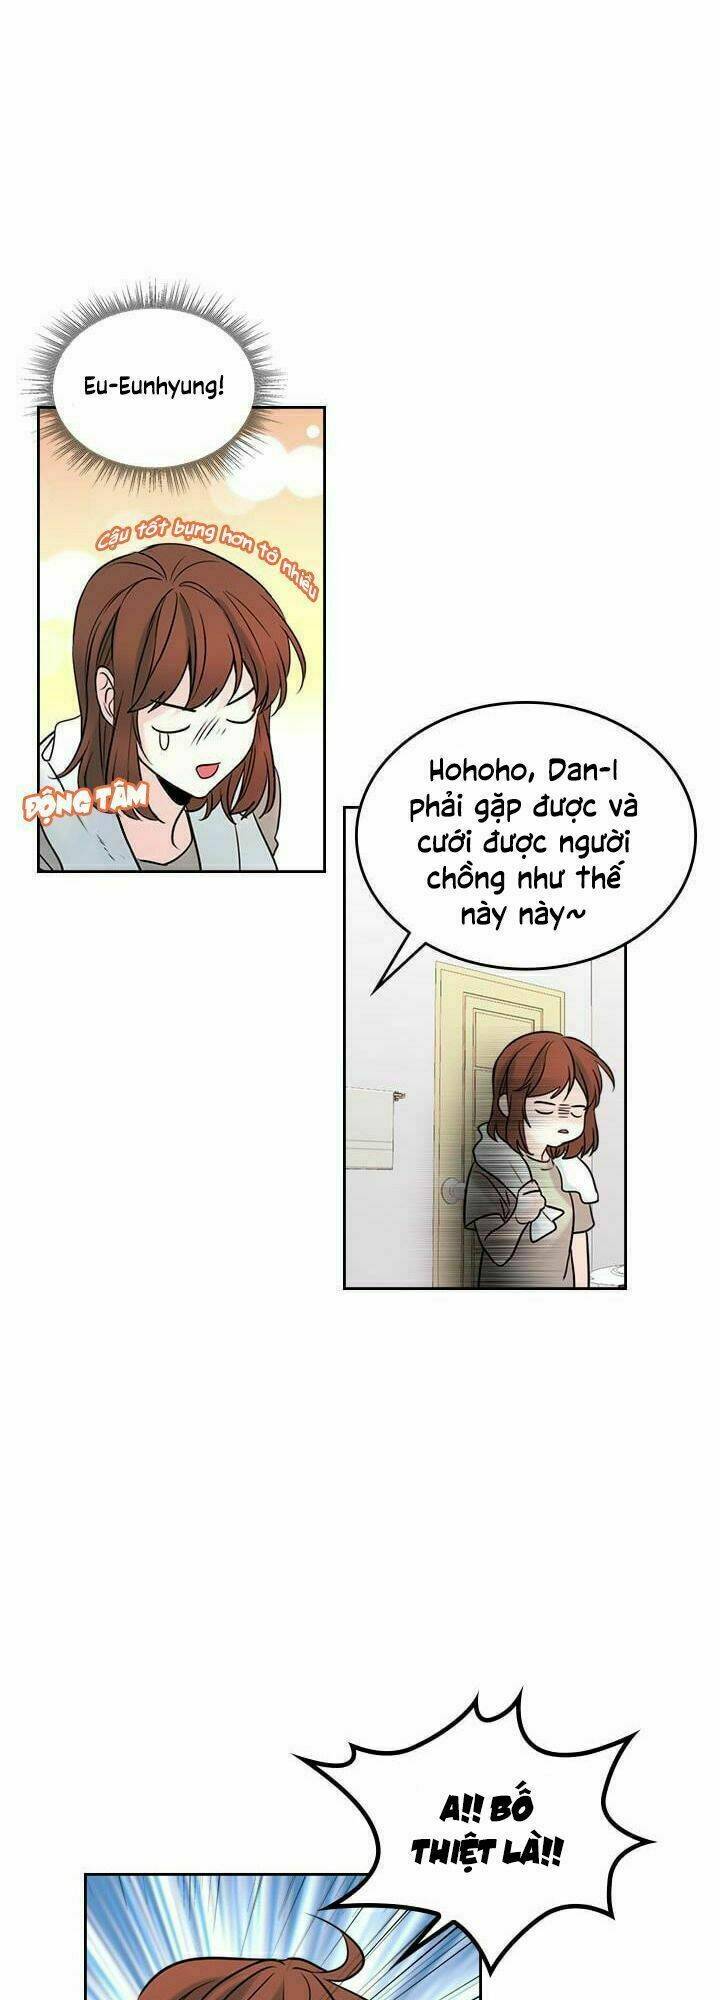 Eu-Eunhyung!
Cậu tốt bụng hơn tớ nhiều
ĐỘNG TÂM
Hohoho, Dan-I
phải gặp được và
cưới được người
chồng như thế
này này~
A!! BỐ
THIỆT LÀ!!